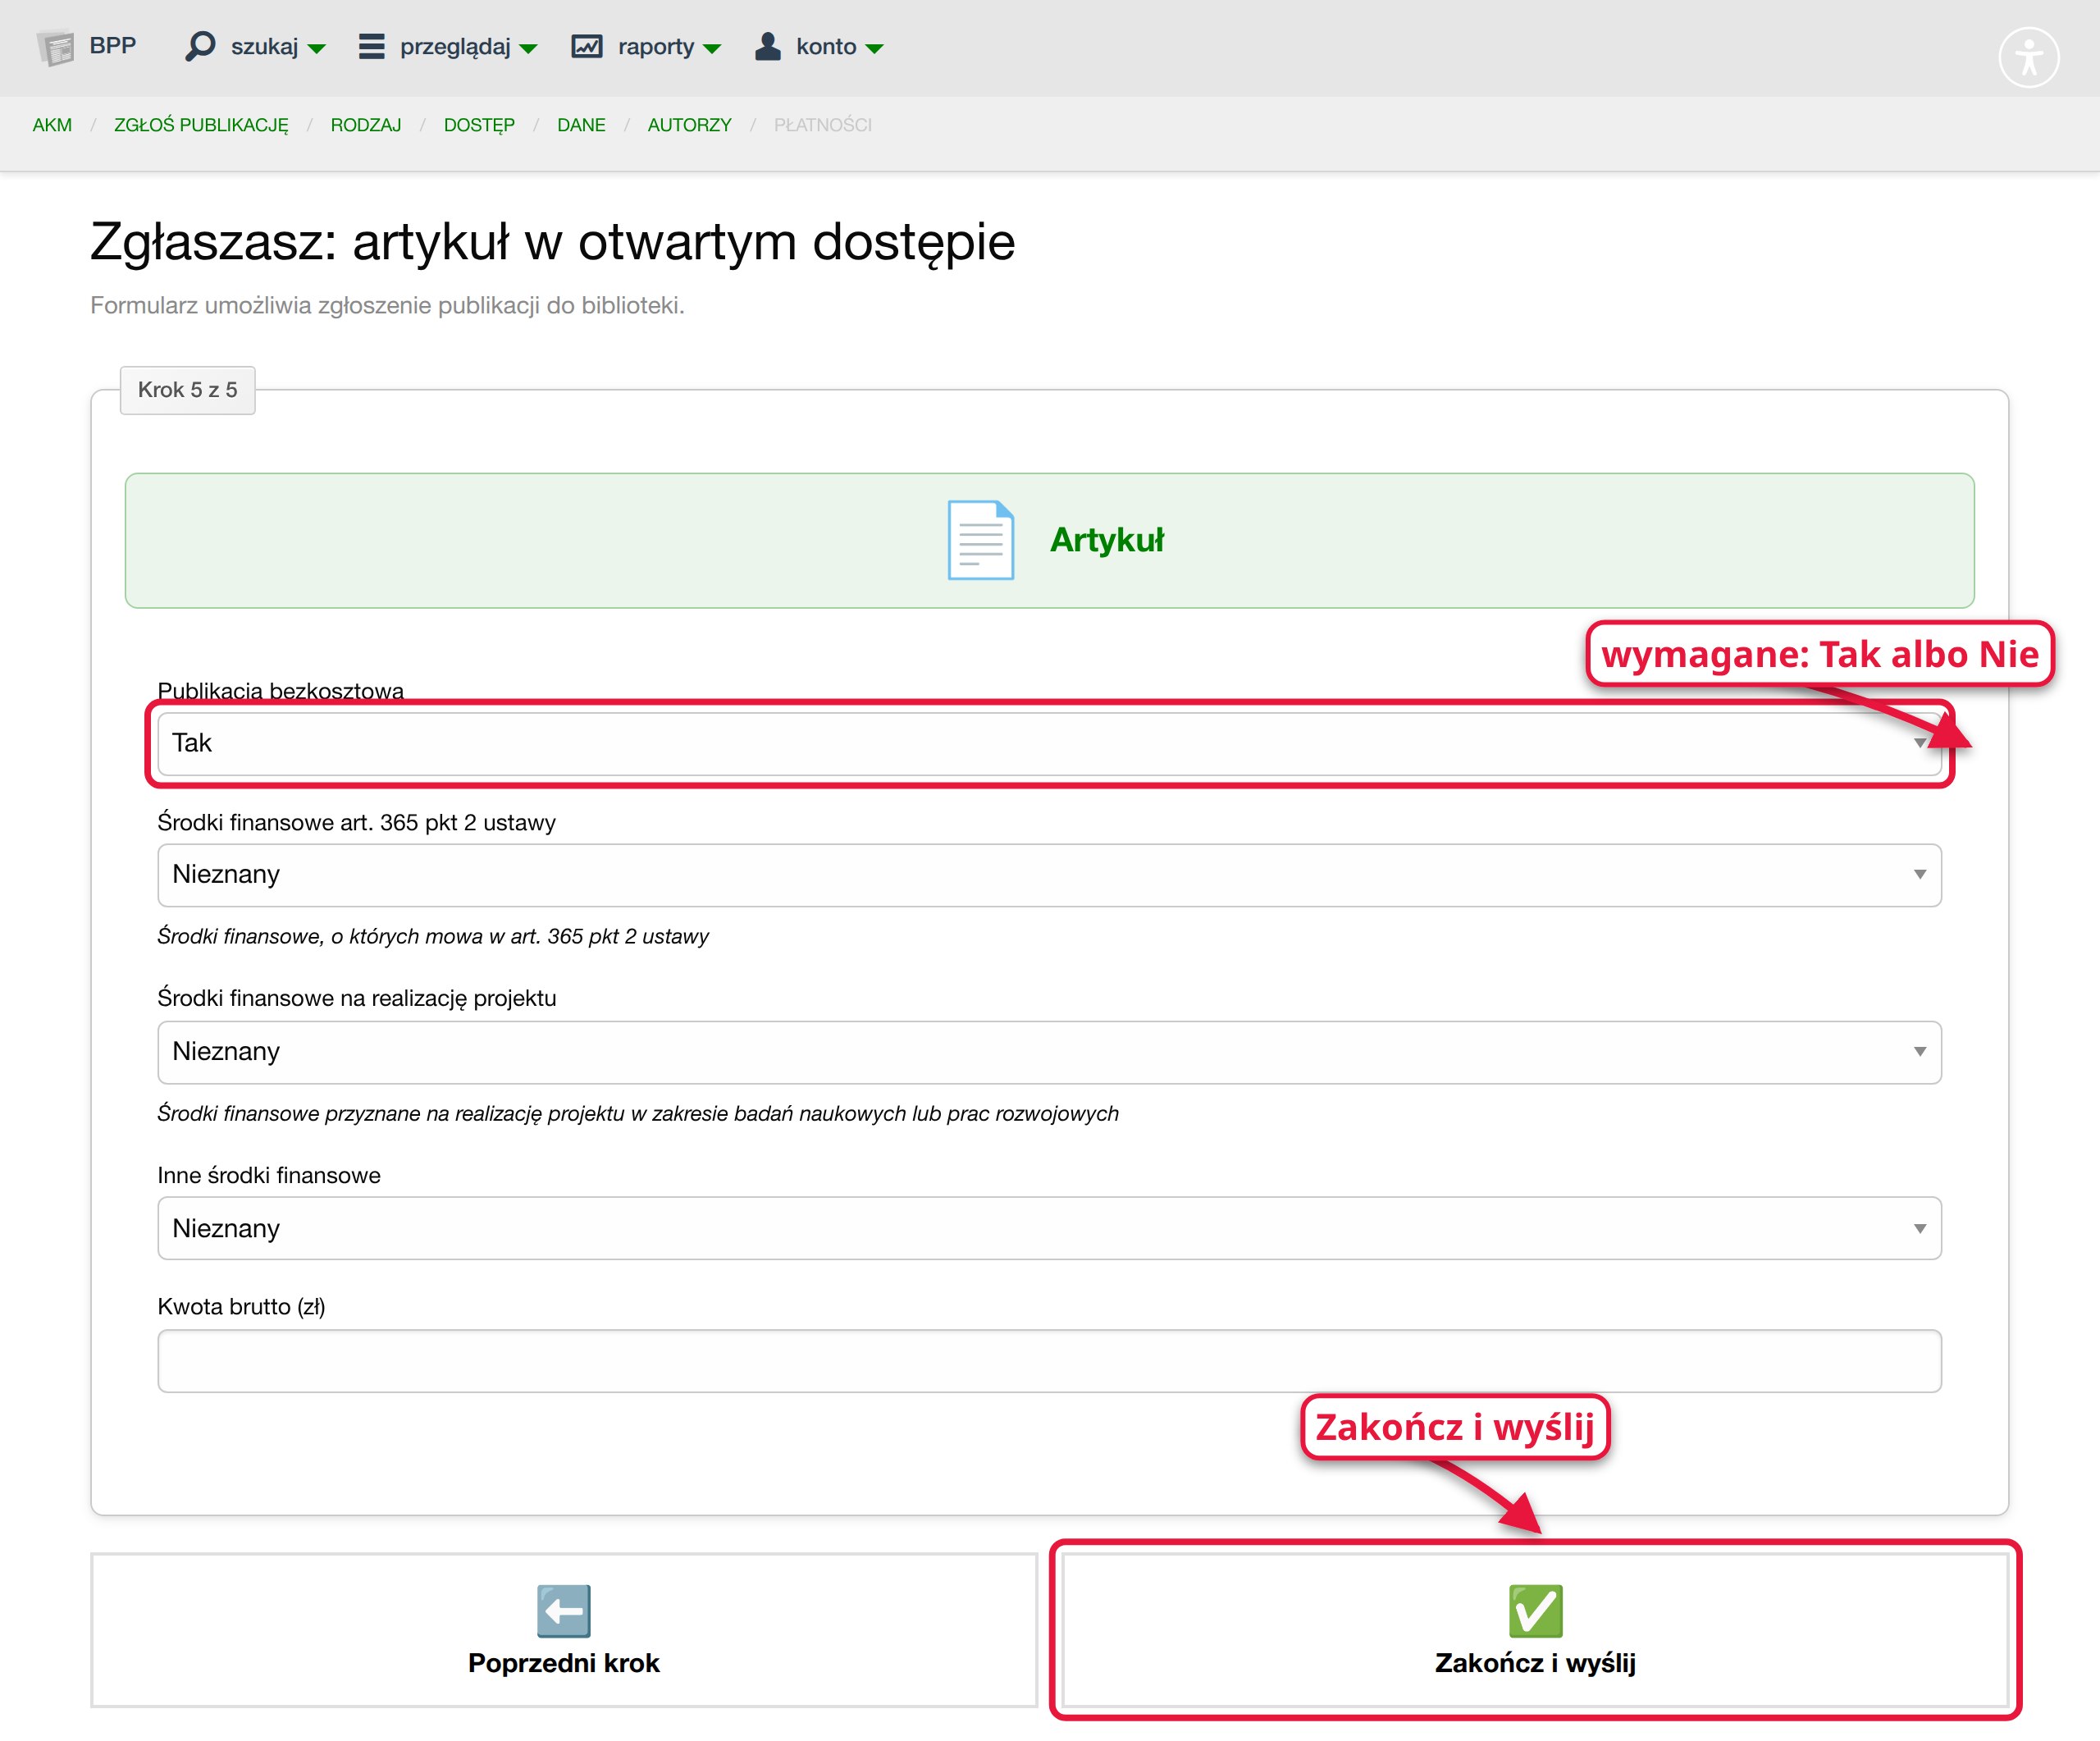 BPP szukaj przeglądaj raporty konto
AKM / ZGŁOŚ PUBLIKACJĘ / RODZAJ / DOSTĘP / DANE / AUTORZY / PŁATNOŚCI
Zgłaszasz: artykuł w otwartym dostępie
Formularz umożliwia zgłoszenie publikacji do biblioteki.
Krok 5 z 5
Artykuł
wymagane: Tak albo Nie
Publikacja bezkosztowa
Tak
Środki finansowe art. 365 pkt 2 ustawy
Nieznany
Środki finansowe, o których mowa w art. 365 pkt 2 ustawy
Środki finansowe na realizację projektu
Nieznany
Środki finansowe przyznane na realizację projektu w zakresie badań naukowych lub prac rozwojowych
Inne środki finansowe
Nieznany
Kwota brutto (zł)
Zakończ i wyślij
Poprzedni krok
Zakończ i wyślij